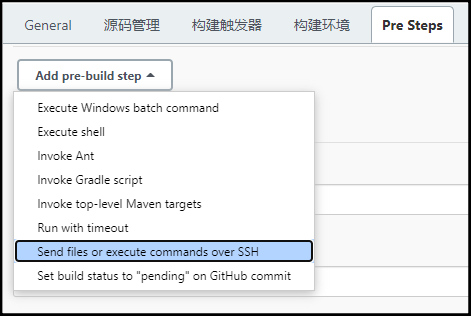 General 源码管理 构建触发器 构建环境 Pre Steps
Add pre-build step
Execute Windows batch command
Execute shell
Invoke Ant
Invoke Gradle script
Invoke top-level Maven targets
Run with timeout
Send files or execute commands over SSH
Set build status to "pending" on GitHub commit